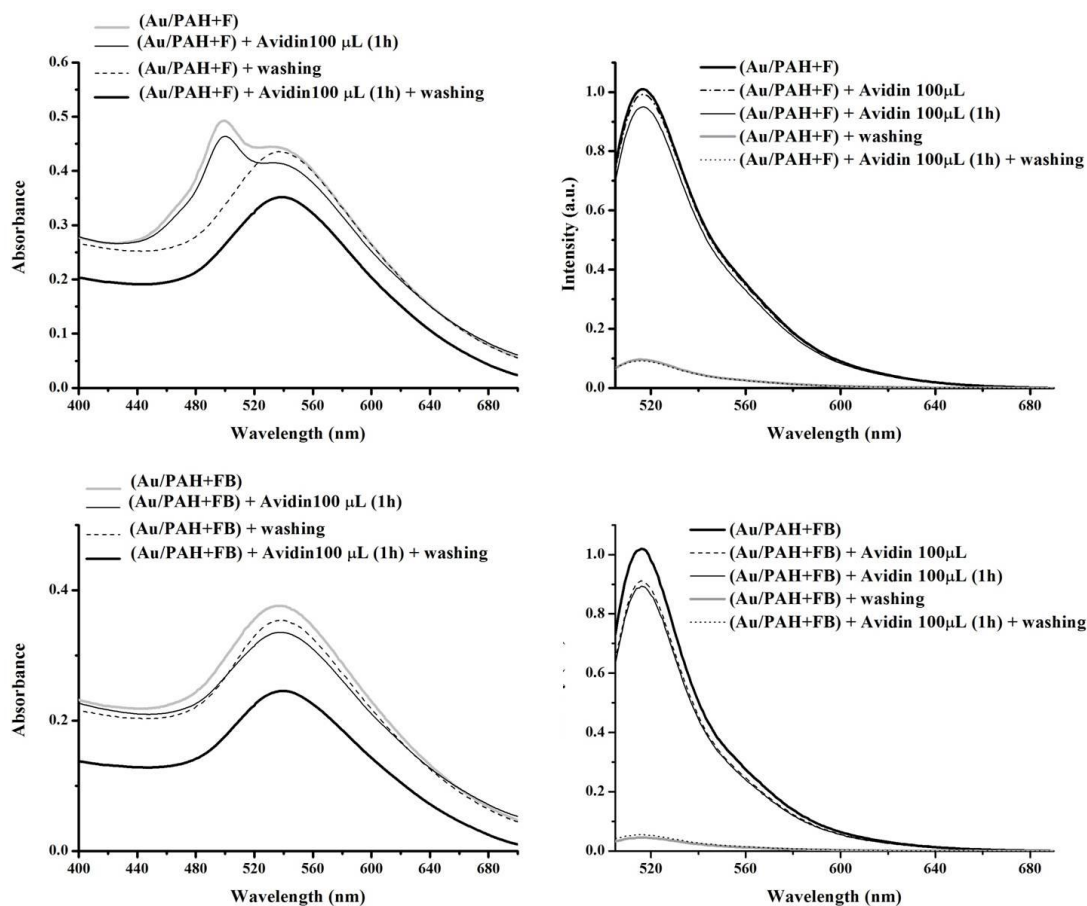 (Au/PAH+F)
(Au/PAH+F) + Avidin100 µL (1h)
(Au/PAH+F) + washing
(Au/PAH+F) + Avidin100 µL (1h) + washing
0.6
0.5
0.4
0.3
0.2
0.1
0.0
Absorbance
400 440 480 520 560 600 640 680
Wavelength (nm)
(Au/PAH+F)
(Au/PAH+F) + Avidin 100µL
(Au/PAH+F) + Avidin 100µL (1h)
(Au/PAH+F) + washing
(Au/PAH+F) + Avidin 100µL (1h) + washing
1.0
0.8
0.6
0.4
0.2
0.0
Intensity (a.u.)
520 560 600 640 680
Wavelength (nm)
(Au/PAH+FB)
(Au/PAH+FB) + Avidin100 µL (1h)
(Au/PAH+FB) + washing
(Au/PAH+FB) + Avidin100 µL (1h) + washing
0.4
0.2
0.0
Absorbance
400 440 480 520 560 600 640 680
Wavelength (nm)
(Au/PAH+FB)
(Au/PAH+FB) + Avidin 100µL
(Au/PAH+FB) + Avidin 100µL (1h)
(Au/PAH+FB) + washing
(Au/PAH+FB) + Avidin 100µL (1h) + washing
1.0
0.8
0.6
0.4
0.2
0.0
520 560 600 640 680
Wavelength (nm)